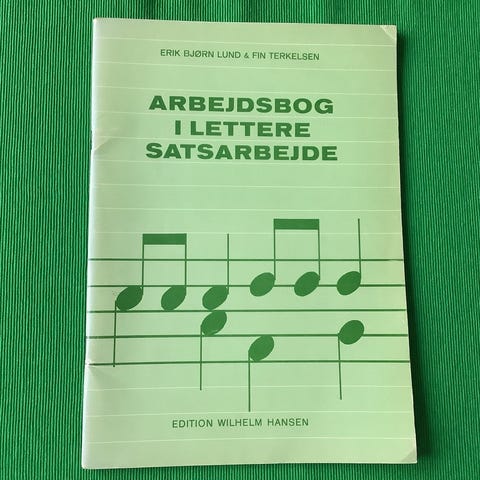 ERIK BJØRN LUND & FIN TERKELSEN
ARBEJDSBOG
I LETTERE
SATSARBEJDE
EDITION WILHELM HANSEN